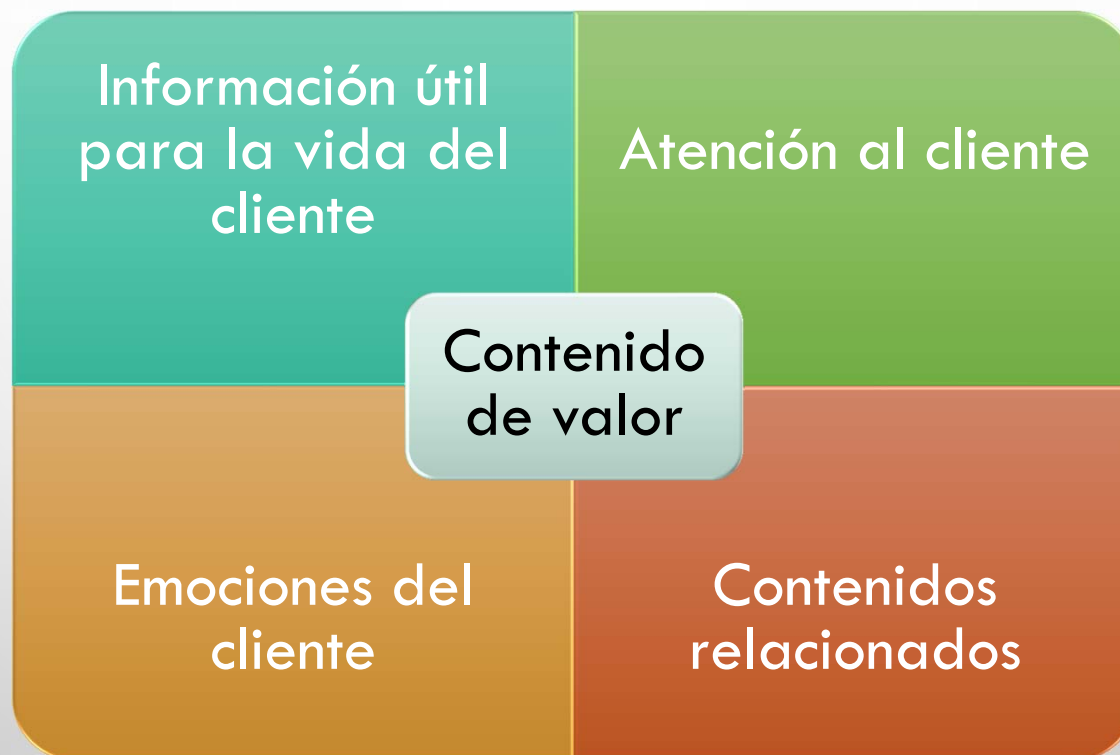 Información útil
para la vida del
cliente
Atención al cliente
Contenido
de valor
Emociones del
cliente
Contenidos
relacionados